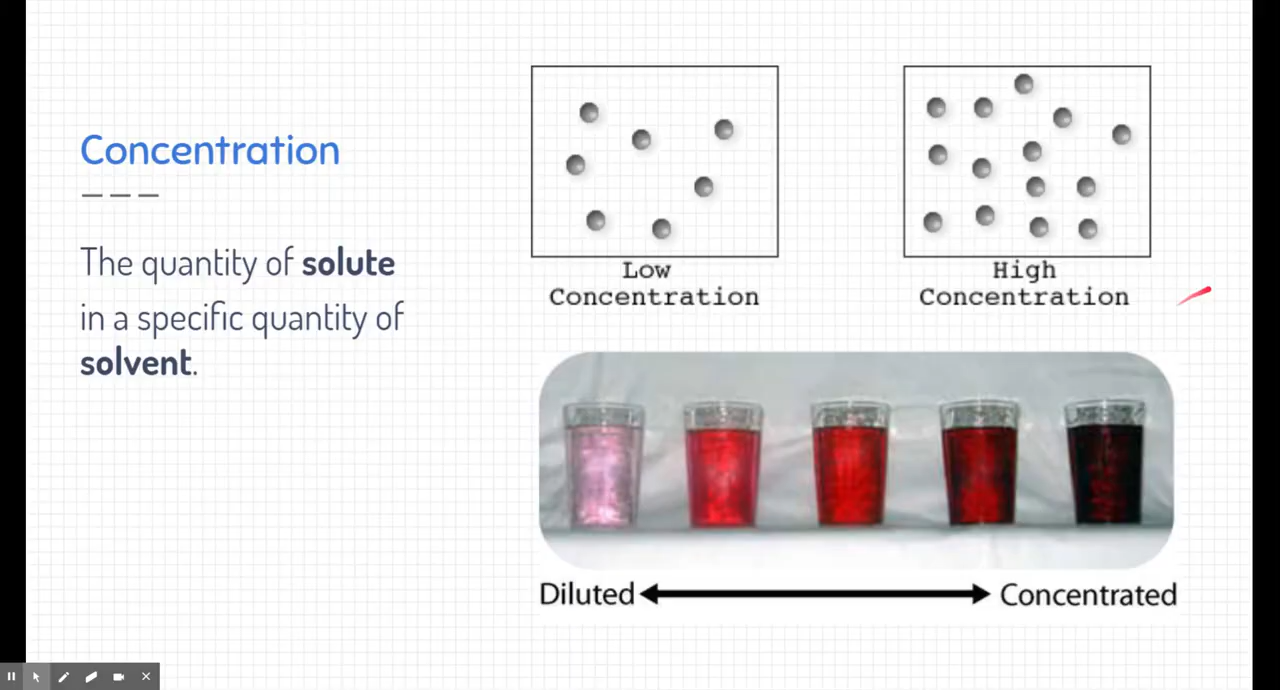 Concentration
The quantity of solute
in a specific quantity of
solvent.
Low
Concentration
High
Concentration
Diluted
Concentrated